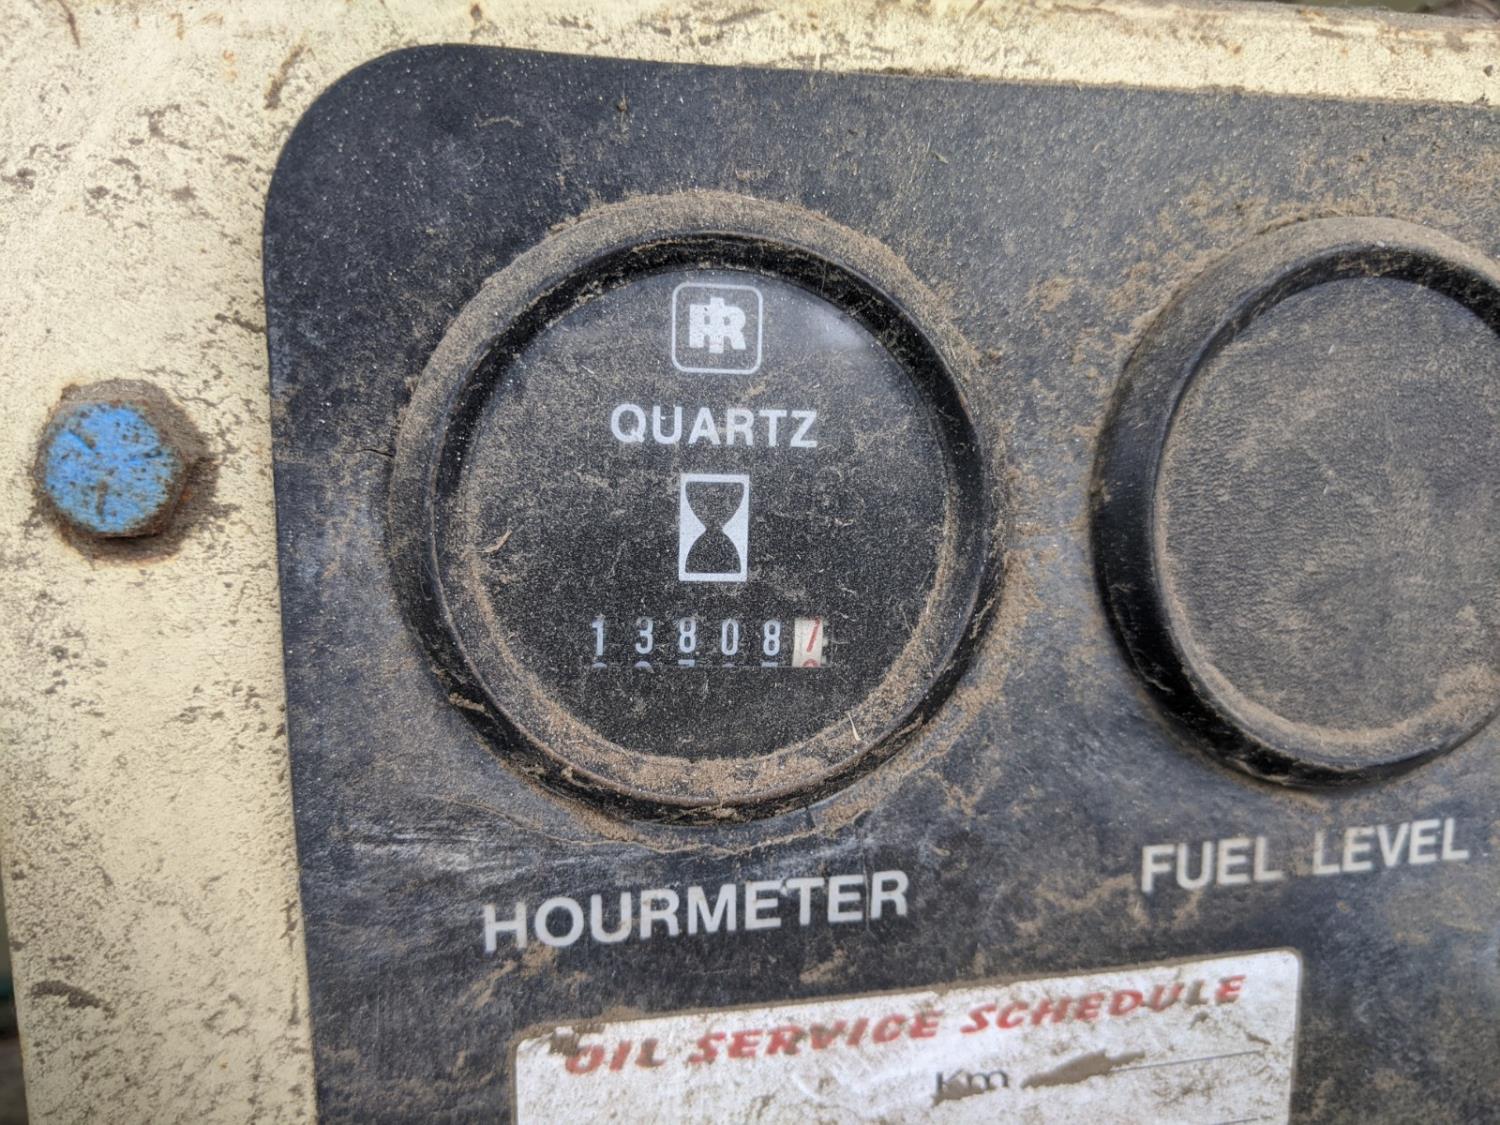 IR
QUARTZ
138087
HOURMETER
FUEL LEVEL
OIL SERVICE SCHEDULE
Km